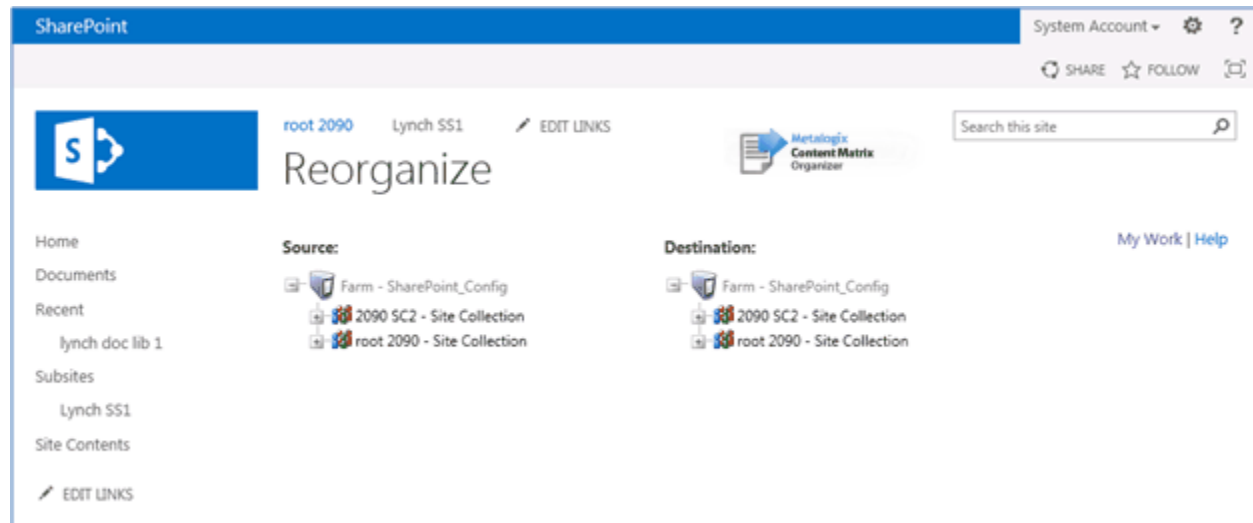 SharePoint
System Account
?
SHARE FOLLOW
root 2090 Lynch SS1 EDIT LINKS
Search this site
S
Metalogix
Content Matrix
Organizer
Reorganize
My Work | Help
Home
Documents
Recent
lynch doc lib 1
Subsites
Lynch SS1
Site Contents
EDIT LINKS
Source:
Farm - SharePoint_Config
2090 SC2 - Site Collection
root 2090 - Site Collection
Destination:
Farm - SharePoint_Config
2090 SC2 - Site Collection
root 2090 - Site Collection